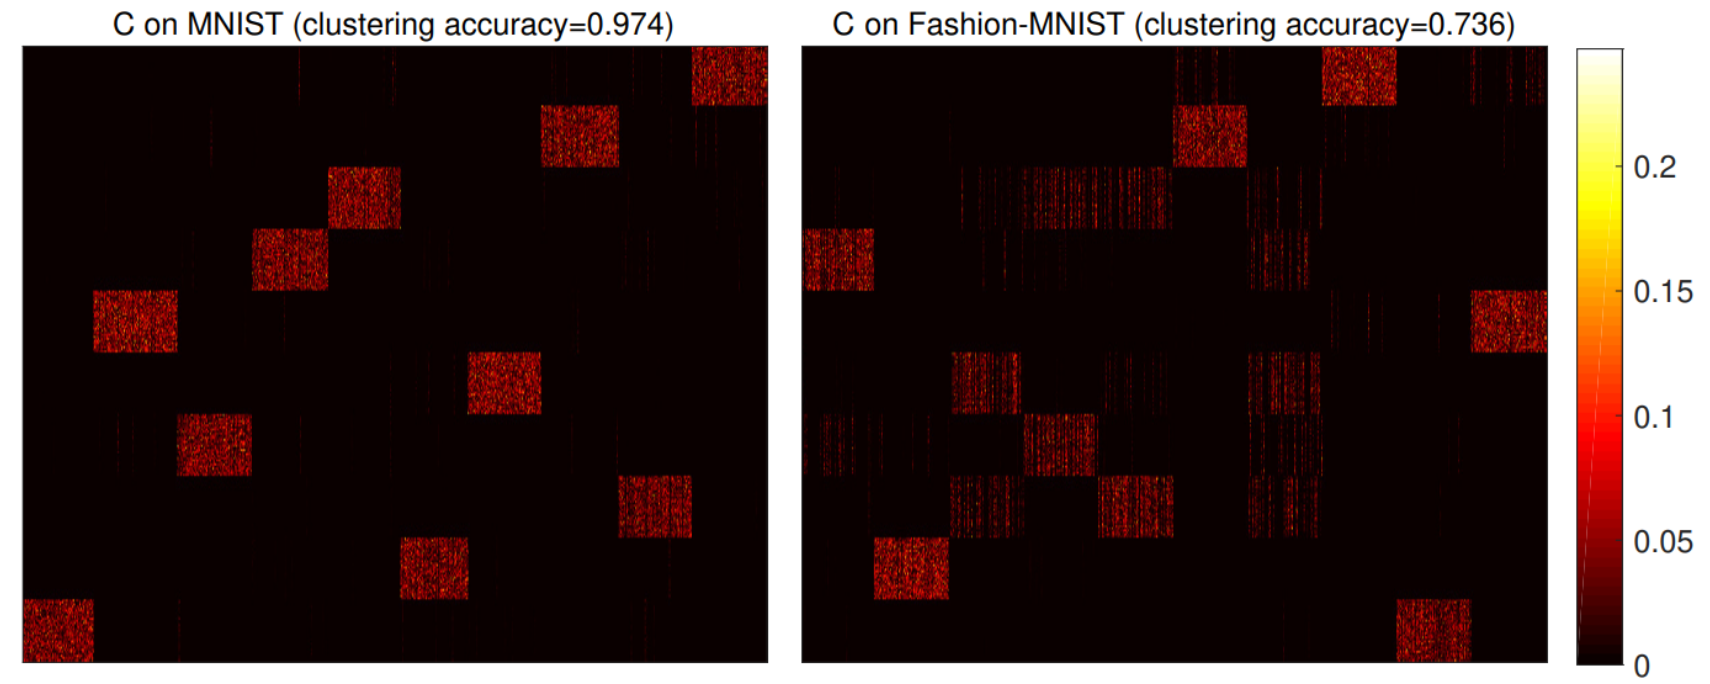 C on MNIST (clustering accuracy=0.974)
C on Fashion-MNIST (clustering accuracy=0.736)
0.2
0.15
0.1
0.05
0